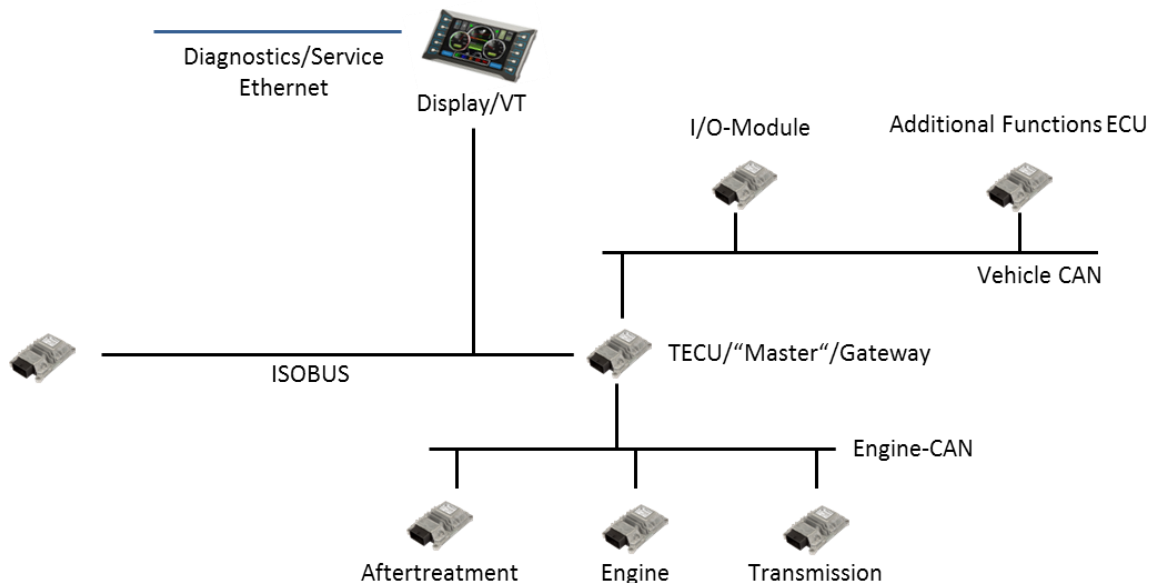 Diagnostics/Service
Ethernet
Display/VT
I/O-Module
Additional Functions ECU
Vehicle CAN
TECU/“Master“/Gateway
ISOBUS
Engine-CAN
Aftertreatment
Engine
Transmission